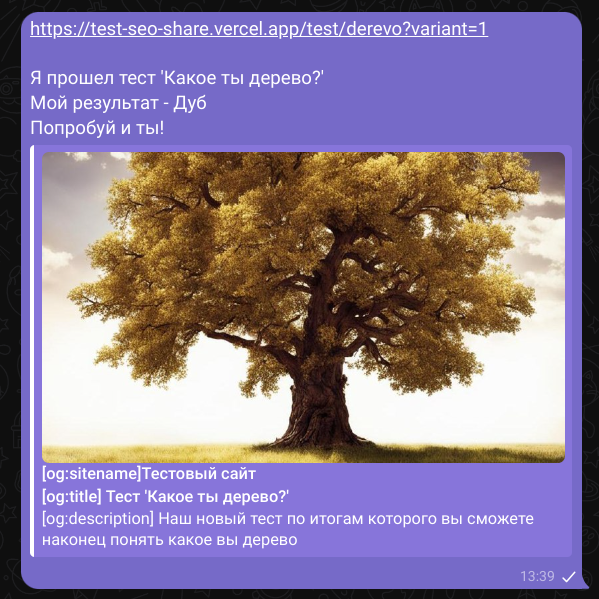 https://test-seo-share.vercel.app/test/derevo?variant=1
Я прошел тест 'Какое ты дерево?'
Мой результат - Дуб
Попробуй и ты!
[og:sitename]Тестовый сайт
[og:title] Тест 'Какое ты дерево?'
[og:description] Наш новый тест по итогам которого вы сможете
наконец понять какое вы дерево
13:39